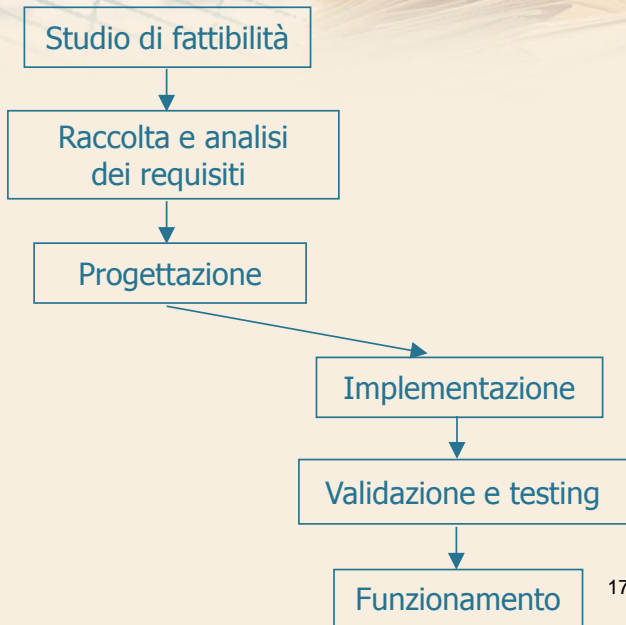 Studio di fattibilità
Raccolta e analisi
dei requisiti
Progettazione
Implementazione
Validazione e testing
Funzionamento
17